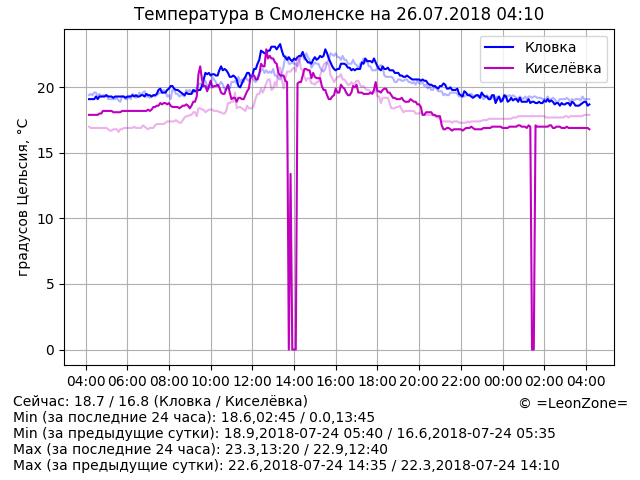 Температура в Смоленске на 26.07.2018 04:10
Кловка
Киселёвка
градусов Цельсия, °C
20
15
10
5
0
04:00 06:00 08:00 10:00 12:00 14:00 16:00 18:00 20:00 22:00 00:00 02:00 04:00
Сейчас: 18.7 / 16.8 (Кловка / Киселёвка)
© =LeonZone=
Min (за последние 24 часа): 18.6,02:45 / 0.0,13:45
Min (за предыдущие сутки): 18.9,2018-07-24 05:40 / 16.6,2018-07-24 05:35
Max (за последние 24 часа): 23.3,13:20 / 22.9,12:40
Max (за предыдущие сутки): 22.6,2018-07-24 14:35 / 22.3,2018-07-24 14:10